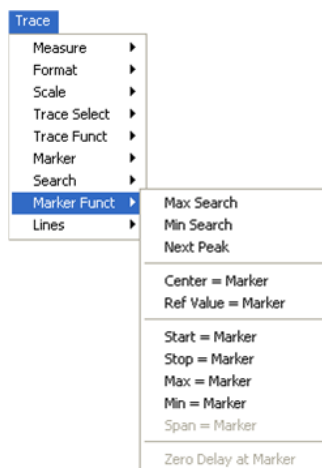 Trace
Measure
Format
Scale
Trace Select
Trace Funct
Marker
Search
Marker Funct
Lines
Max Search
Min Search
Next Peak
Center = Marker
Ref Value = Marker
Start = Marker
Stop = Marker
Max = Marker
Min = Marker
Span = Marker
Zero Delay at Marker